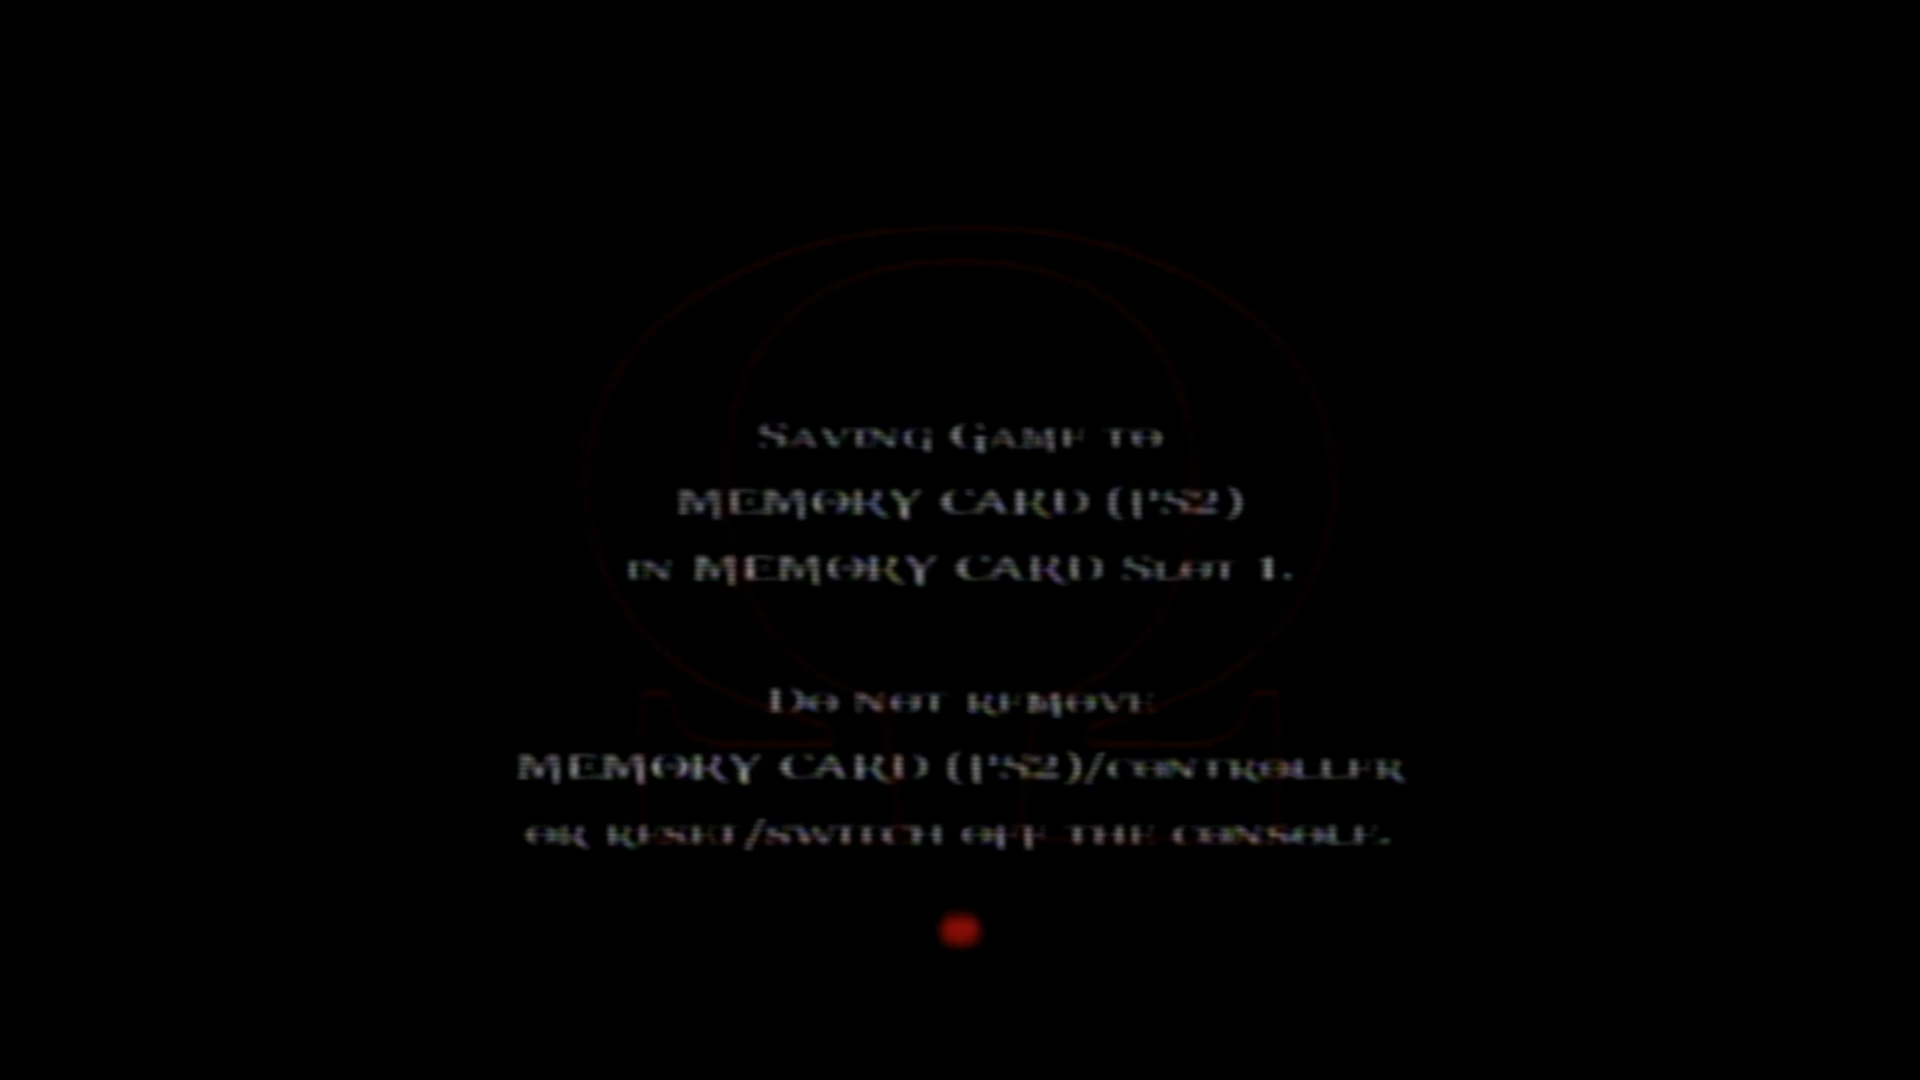 Saving Game to
MEMORY CARD (PS2)
in MEMORY CARD Slot 1.
Do not remove
MEMORY CARD (PS2)/controller
or reset/switch off the console.